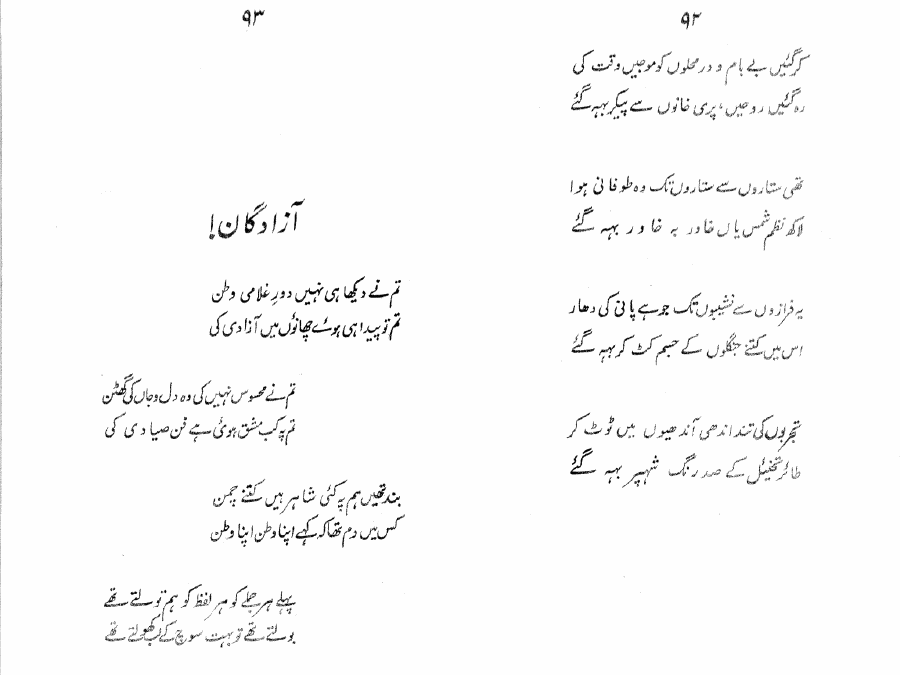 ۹۲
کر گئیں بے بام و در محلوں کو موجیں وقت کی
رہ گئیں روحیں، پری خانوں سے پیکر بہہ گئے
تھی ستاروں سے ستاروں تک وہ طوفانی ہوا
لاکھ نظم شمس یاں خاور بہ خاور بہہ گئے
یہ فرازوں سے نشیبوں تک جو ہے پانی کی دھار
اس میں کتنے جنگلوں کے جسم کٹ کر بہہ گئے
تجربوں کی تند اندھی آندھیوں میں ٹوٹ کر
طائر تخئیل کے صد رنگ شہپر بہہ گئے
۹۳
آزادگان!
تم نے دیکھا ہی نہیں دورِ غلامی وطن
تم تو پیدا ہی ہوئے چھاؤں میں آزادی کی
تم نے محسوس نہیں کی وہ دل و جاں کی گھٹن
تم پہ کب مشق ہوئی ہے فن صیادی کی
بند تھیں ہم پہ کئی شاہرہیں کتنے چمن
کس میں دم تھا کہ کہے اپنا وطن اپنا وطن
پہلے ہر جملے کو ہر لفظ کو ہم تولتے تھے
بولتے تھے تو بہت سوچ کے لب کھولتے تھے